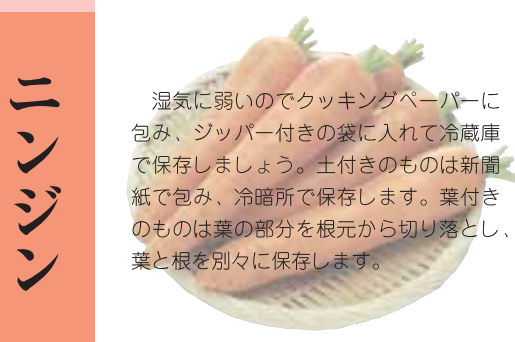 ニンジン
　湿気に弱いのでクッキングペーパーに
包み、ジッパー付きの袋に入れて冷蔵庫
で保存しましょう。土付きのものは新聞
紙で包み、冷暗所で保存します。葉付き
のものは葉の部分を根元から切り落とし、
葉と根を別々に保存します。